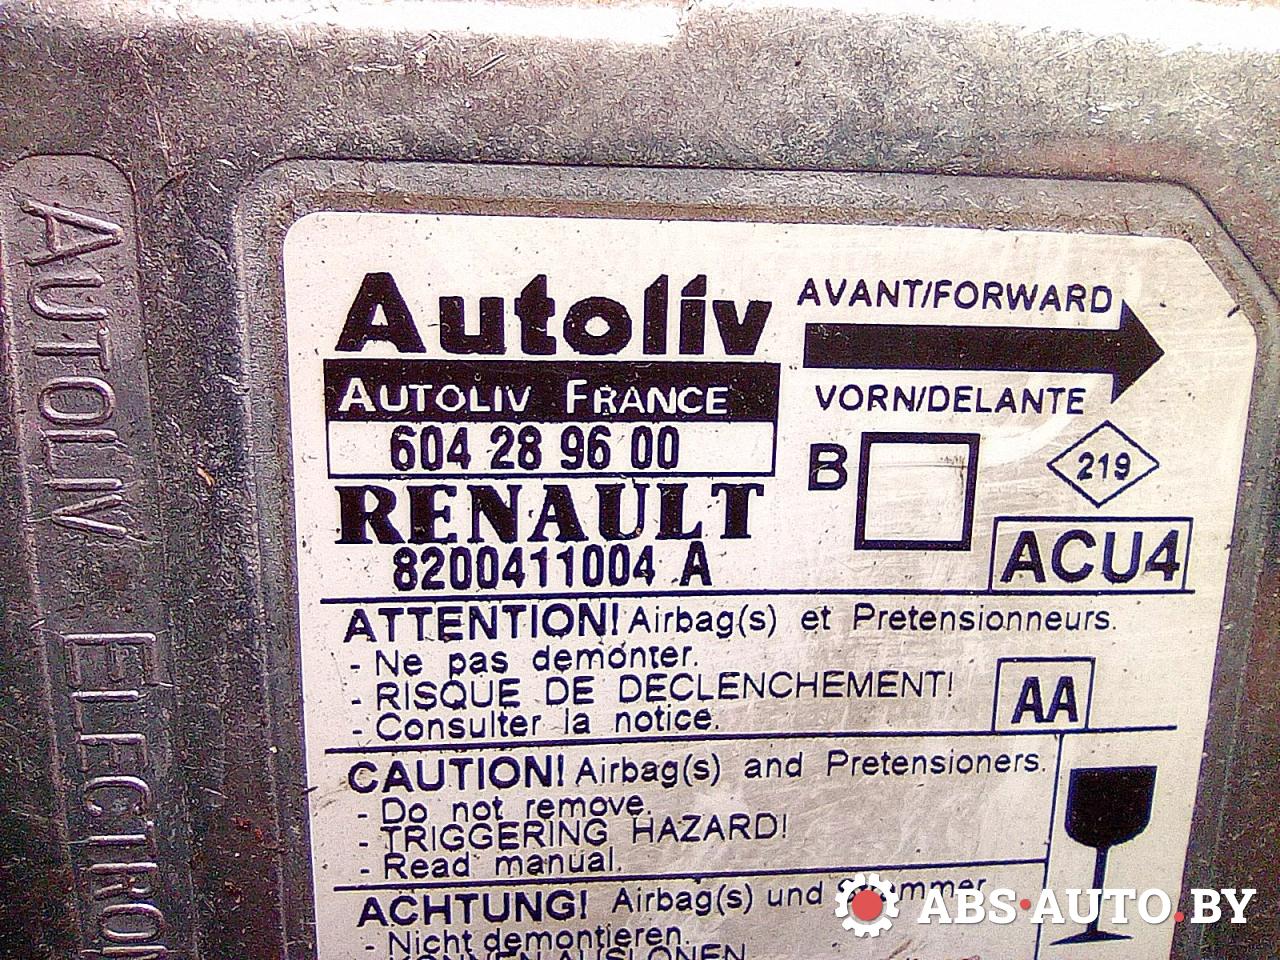 Autoliv
AUTOLIV FRANCE
604 28 96 00
RENAULT
8200411004 A
AVANT/FORWARD
VORN/DELANTE
B
219
ACU4
ATTENTION! Airbag(s) et Pretensionneurs.
- Ne pas demonter.
- RISQUE DE DECLENCHEMENT!
- Consulter la notice.
AA
CAUTION! Airbag(s) and Pretensioners.
- Do not remove.
- TRIGGERING HAZARD!
- Read manual.
ACHTUNG! Airbag(s) und
- Nicht demontieren.
AUTOLIV
ABS·AUTO.BY